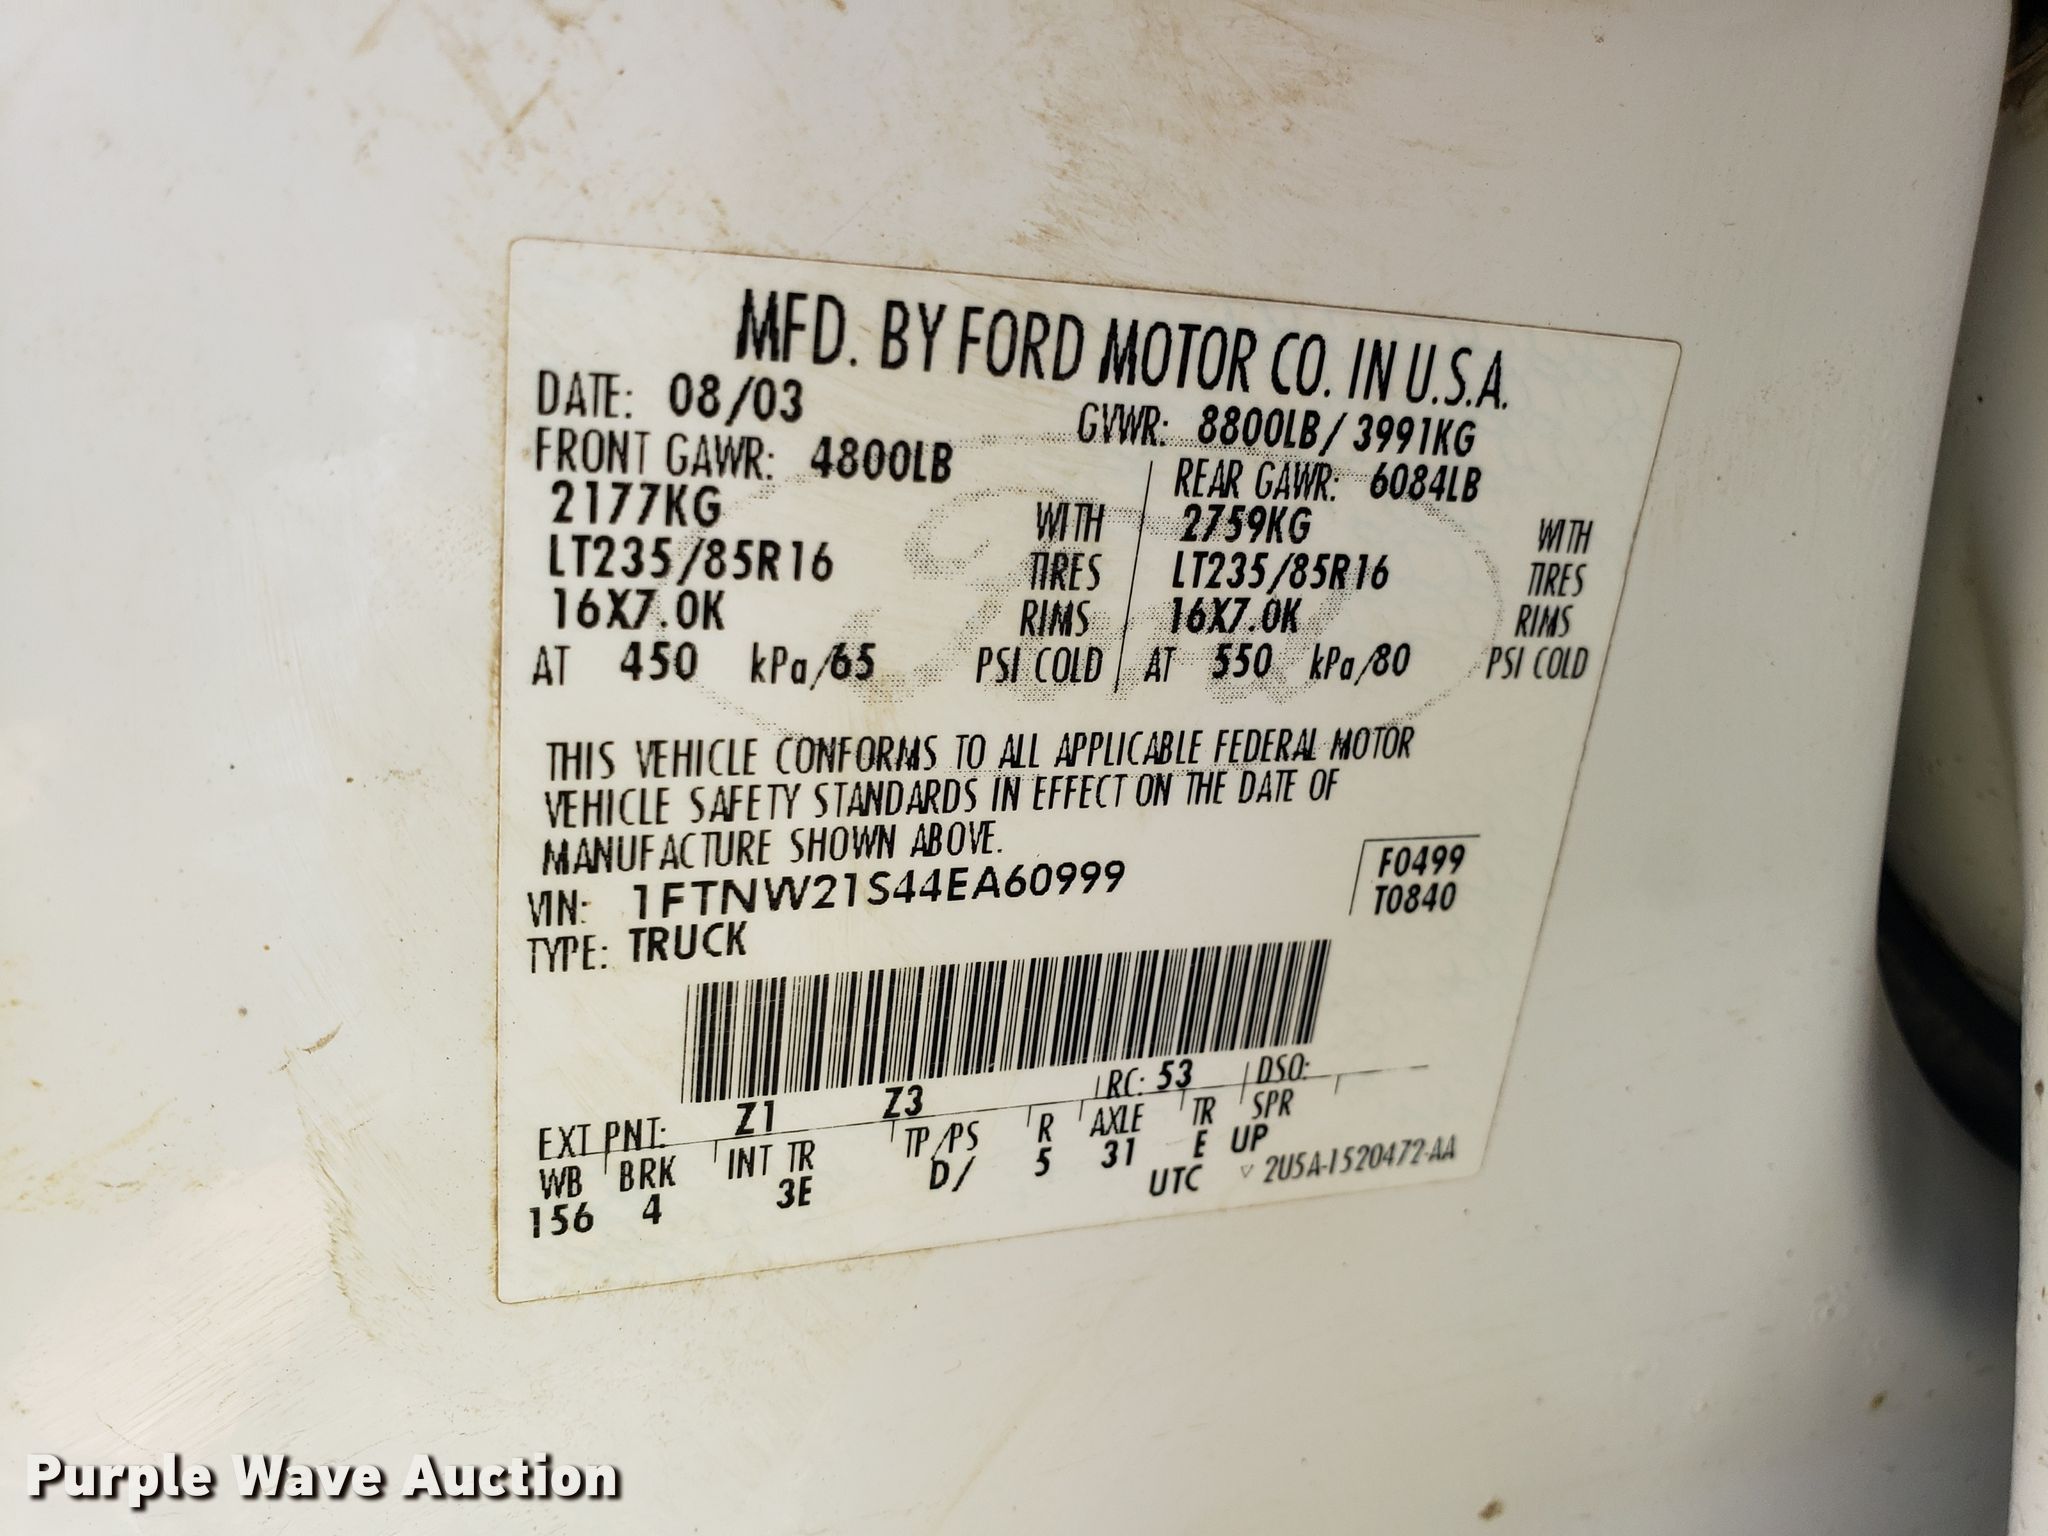 MFD. BY FORD MOTOR CO. IN U.S.A.
DATE: 08/03 GVWR: 8800LB/3991KG
FRONT GAWR: 4800LB REAR GAWR: 6084LB
2177KG WITH 2759KG WITH
LT235/85R16 TIRES LT235/85R16 TIRES
16X7.0K RIMS 16X7.0K RIMS
AT 450 kPa/65 PSI COLD AT 550 kPa/80 PSI COLD
THIS VEHICLE CONFORMS TO ALL APPLICABLE FEDERAL MOTOR
VEHICLE SAFETY STANDARDS IN EFFECT ON THE DATE OF
MANUFACTURE SHOWN ABOVE.
VIN: 1FTNW21S44EA60999 F0499
TYPE: TRUCK T0840
EXT PNT: Z1 Z3 RC: 53 DSO:
WB BRK INT TR TP/PS R AXLE TR SPR
156 4 3E D/ 5 31 E UP
UTC ▽ 2U5A-1520472-AA
Purple Wave Auction